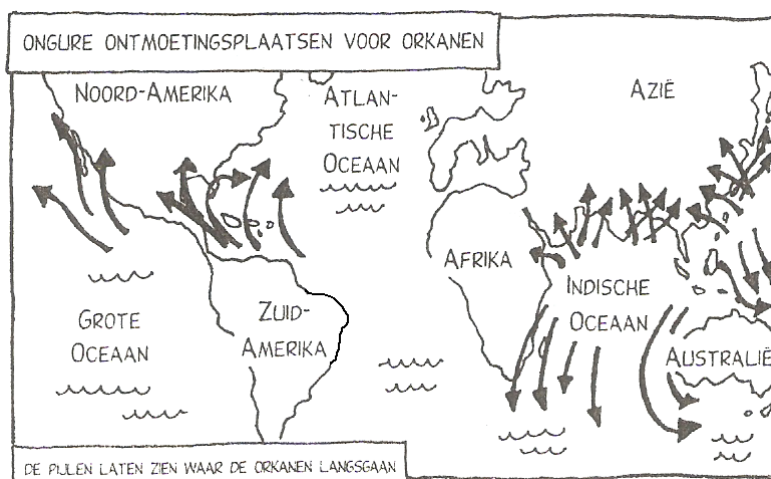 ONGURE ONTMOETINGSPLAATSEN VOOR ORKANEN
NOORD-AMERIKA
ATLAN-
TISCHE
OCEAAN
AZIË
AFRIKA
INDISCHE
OCEAAN
GROTE
OCEAAN
ZUID-
AMERIKA
AUSTRALIË
DE PIJLEN LATEN ZIEN WAAR DE ORKANEN LANGSGAAN